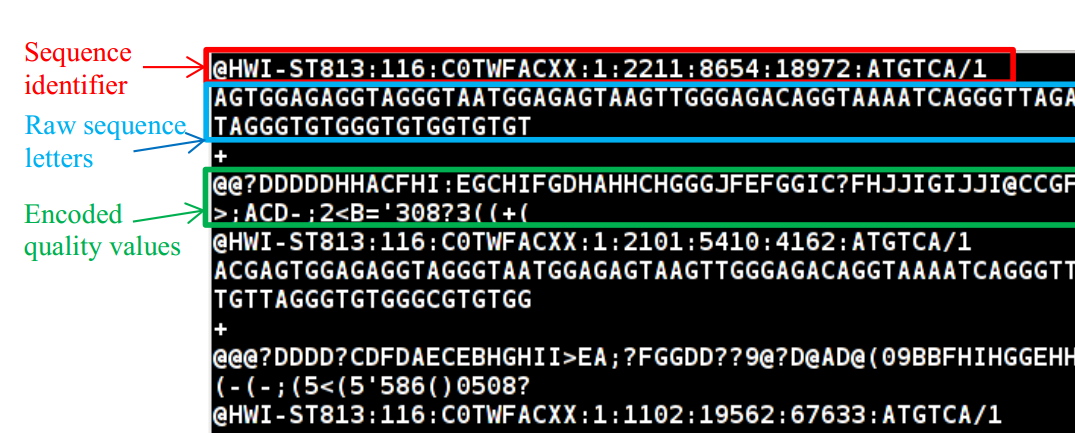 Sequence
identifier
Raw sequence
letters
Encoded
quality values
@HWI-ST813:116:C0TWFACXX:1:2211:8654:18972:ATGTCA/1
AGTGGAGAGGTAGGGTAATGGAGAGTAAGTTGGGAGACAGGTAAAATCAGGGTTAGA
TAGGGTGTGGGTGTGGTGTGT
+
@@?DDDDDHHACFHI:EGCHIFGDHAHHCHGGGJFEFGGIC?FHJJIGIJJI@CCGF
>;ACD-;2<B='308?3((+(
@HWI-ST813:116:C0TWFACXX:1:2101:5410:4162:ATGTCA/1
ACGAGTGGAGAGGTAGGGTAATGGAGAGTAAGTTGGGAGACAGGTAAAATCAGGGTT
TGTTAGGGTGTGGGCGTGTGG
+
@@@?DDDD?CDFDAECEBHGHII>EA;?FGGDD??9@?D@AD@(09BBFHIHGGEHH
(-(-;(5<(5'586()0508?
@HWI-ST813:116:C0TWFACXX:1:1102:19562:67633:ATGTCA/1